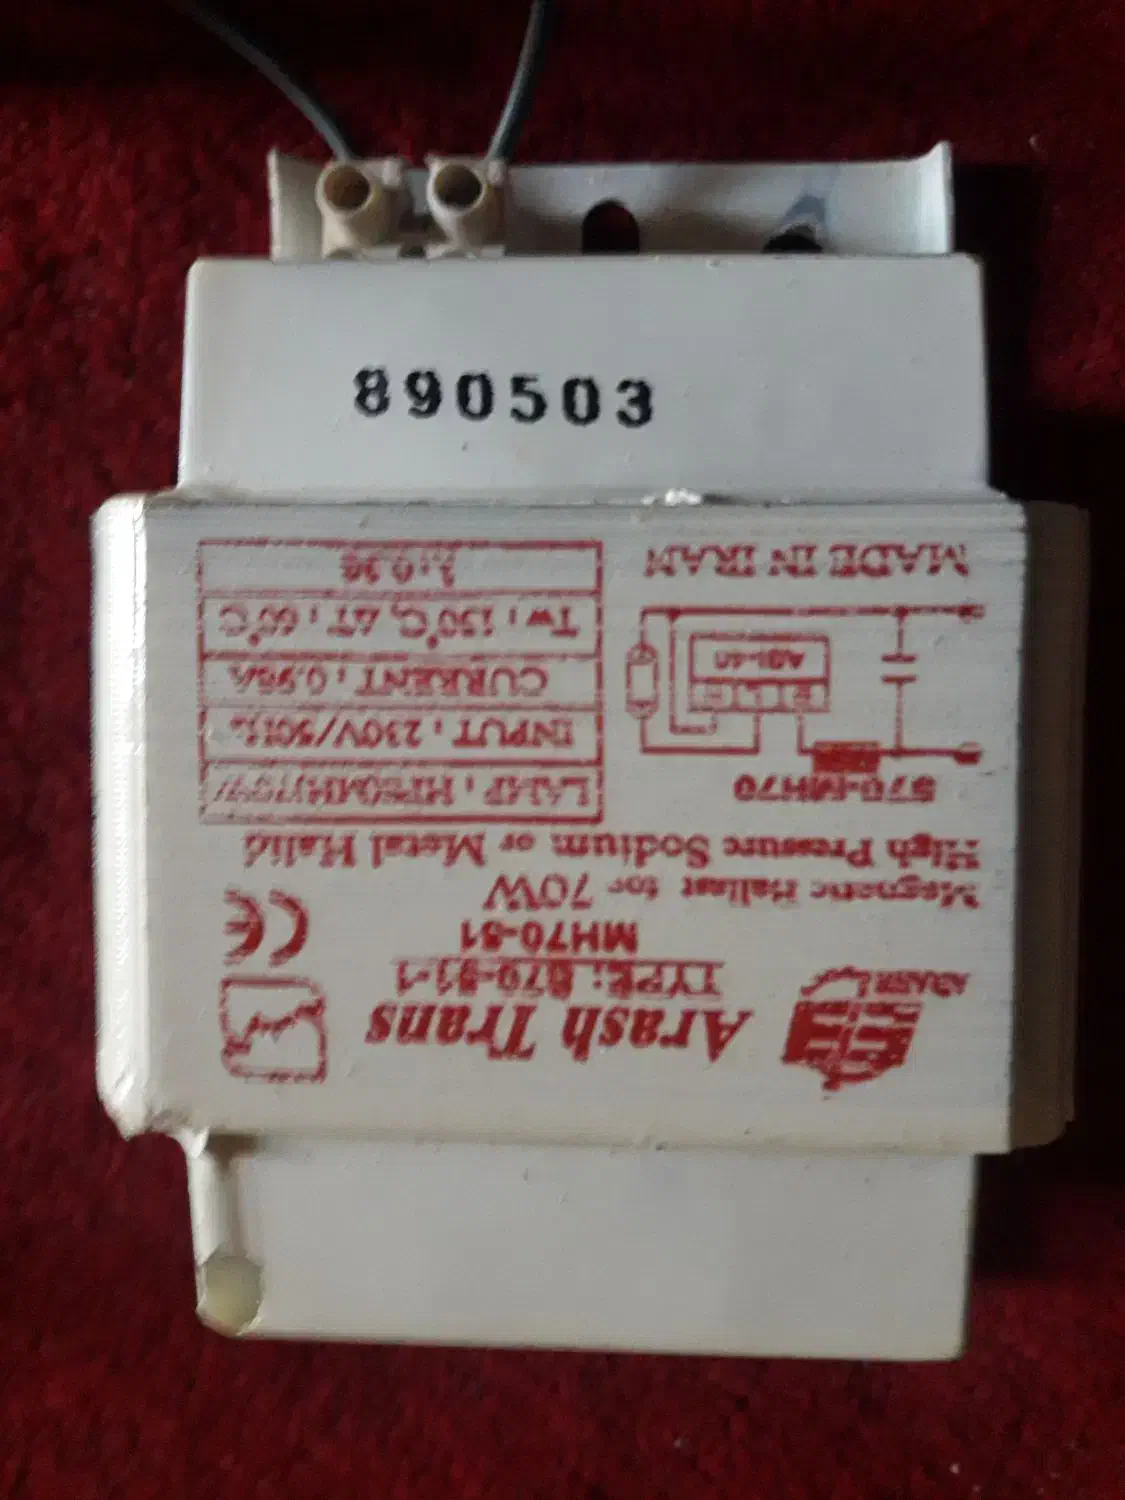 890503
Arash Trans
TYPE: S70-S1-1
MH70-S1
Magnetic Ballast for 70W
High Pressure Sodium or Metal Halid
LAMP : HPSOMH/70W
INPUT : 230V/50Hz
CURRENT : 0.98A
Tw : 130°C, ΔT : 60°C
λ : 0.36
S70-MH70
MADE IN IRAN